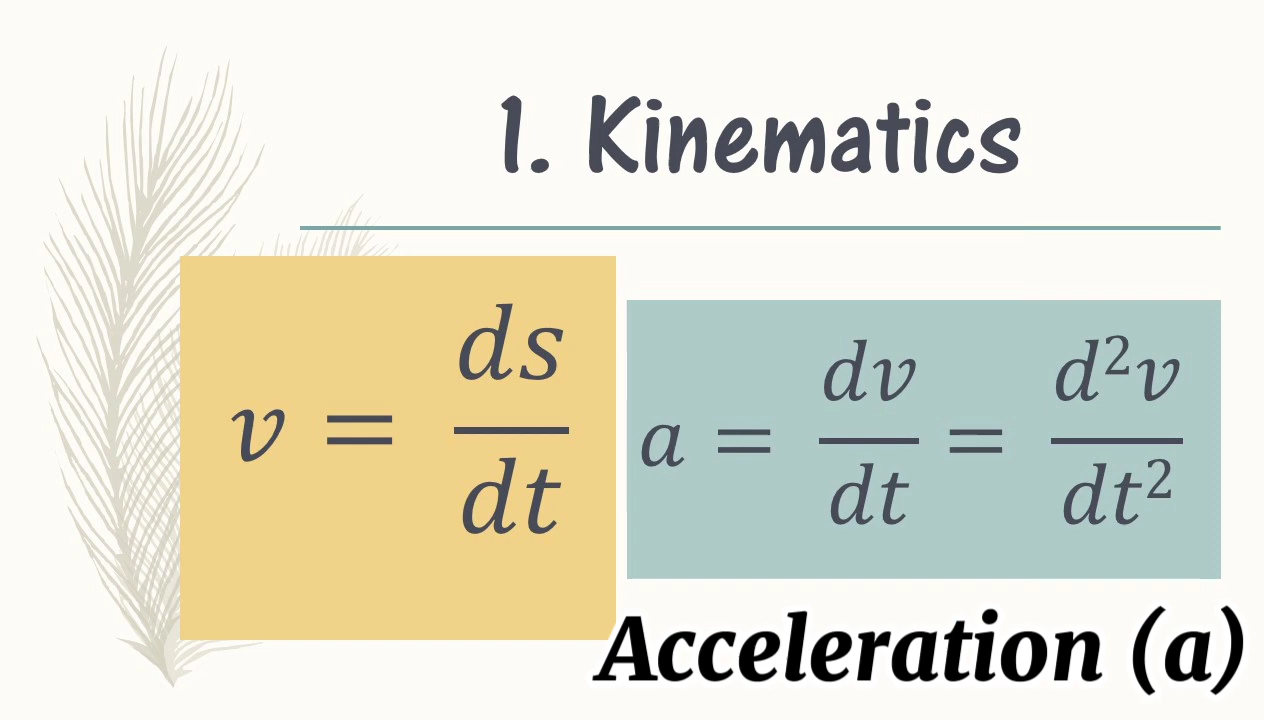 1. Kinematics
v = ds/dt
a = dv/dt = d²v/dt²
Acceleration (a)